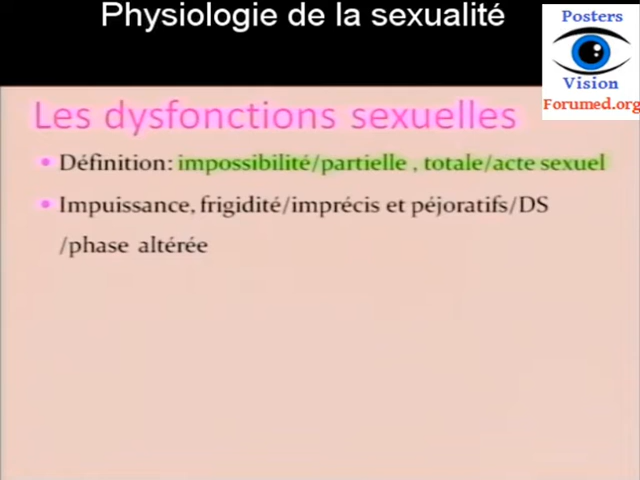 Physiologie de la sexualité
Posters
Vision
Forumed.org
Les dysfonctions sexuelles
• Définition: impossibilité/partielle , totale/acte sexuel
• Impuissance, frigidité/imprécis et péjoratifs/DS
/phase altérée